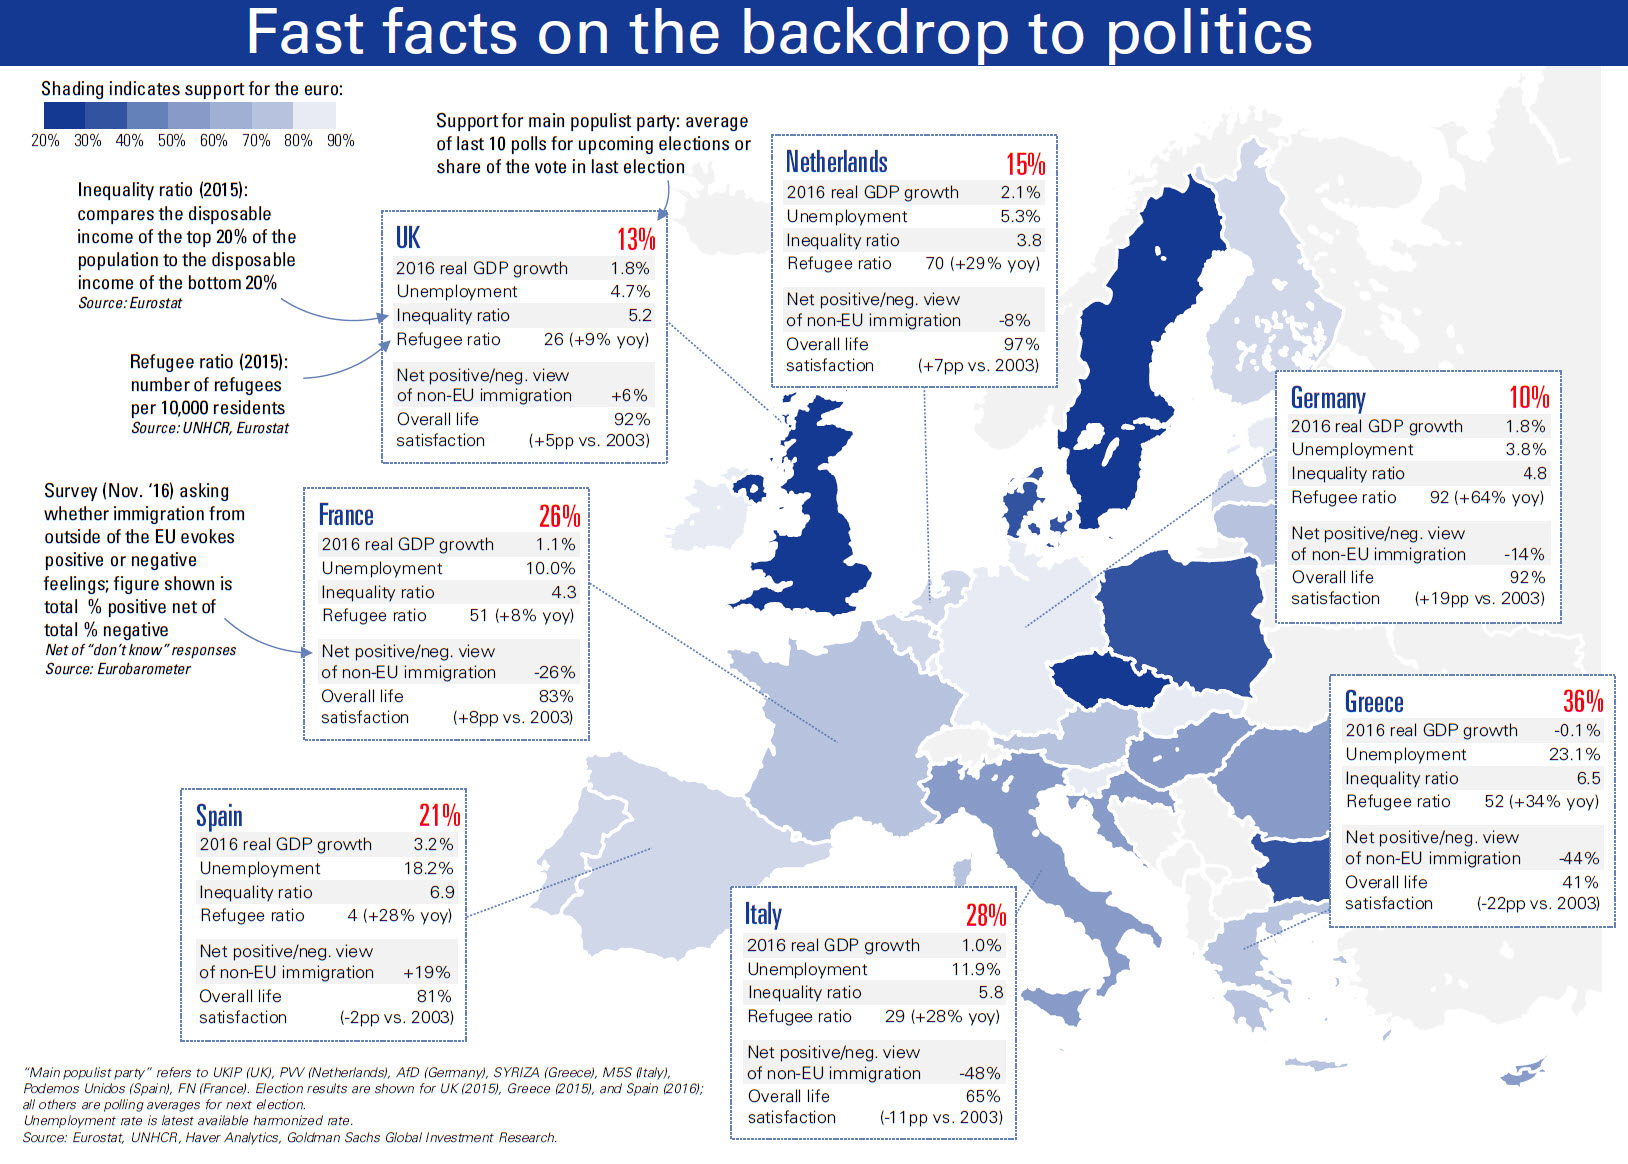 Fast facts on the backdrop to politics
Shading indicates support for the euro:
20% 30% 40% 50% 60% 70% 80% 90%
Support for main populist party: average
of last 10 polls for upcoming elections or
share of the vote in last election
Inequality ratio (2015):
compares the disposable
income of the top 20% of the
population to the disposable
income of the bottom 20%
Source: Eurostat
Refugee ratio (2015):
number of refugees
per 10,000 residents
Source: UNHCR, Eurostat
Survey (Nov. ‘16) asking
whether immigration from
outside of the EU evokes
positive or negative
feelings; figure shown is
total % positive net of
total % negative
Net of “don’t know” responses
Source: Eurobarometer
UK 13%
2016 real GDP growth 1.8%
Unemployment 4.7%
Inequality ratio 5.2
Refugee ratio 26 (+9% yoy)
Net positive/neg. view
of non-EU immigration +6%
Overall life 92%
satisfaction (+5pp vs. 2003)
Netherlands 15%
2016 real GDP growth 2.1%
Unemployment 5.3%
Inequality ratio 3.8
Refugee ratio 70 (+29% yoy)
Net positive/neg. view
of non-EU immigration -8%
Overall life 97%
satisfaction (+7pp vs. 2003)
Germany 10%
2016 real GDP growth 1.8%
Unemployment 3.8%
Inequality ratio 4.8
Refugee ratio 92 (+64% yoy)
Net positive/neg. view
of non-EU immigration -14%
Overall life 92%
satisfaction (+19pp vs. 2003)
France 26%
2016 real GDP growth 1.1%
Unemployment 10.0%
Inequality ratio 4.3
Refugee ratio 51 (+8% yoy)
Net positive/neg. view
of non-EU immigration -26%
Overall life 83%
satisfaction (+8pp vs. 2003)
Greece 36%
2016 real GDP growth -0.1%
Unemployment 23.1%
Inequality ratio 6.5
Refugee ratio 52 (+34% yoy)
Net positive/neg. view
of non-EU immigration -44%
Overall life 41%
satisfaction (-22pp vs. 2003)
Spain 21%
2016 real GDP growth 3.2%
Unemployment 18.2%
Inequality ratio 6.9
Refugee ratio 4 (+28% yoy)
Net positive/neg. view
of non-EU immigration +19%
Overall life 81%
satisfaction (-2pp vs. 2003)
Italy 28%
2016 real GDP growth 1.0%
Unemployment 11.9%
Inequality ratio 5.8
Refugee ratio 29 (+28% yoy)
Net positive/neg. view
of non-EU immigration -48%
Overall life 65%
satisfaction (-11pp vs. 2003)
“Main populist party” refers to UKIP (UK), PVV (Netherlands), AfD (Germany), SYRIZA (Greece), M5S (Italy),
Podemos Unidos (Spain), FN (France). Election results are shown for UK (2015), Greece (2015), and Spain (2016);
all others are polling averages for next election.
Unemployment rate is latest available harmonized rate.
Source: Eurostat, UNHCR, Haver Analytics, Goldman Sachs Global Investment Research.